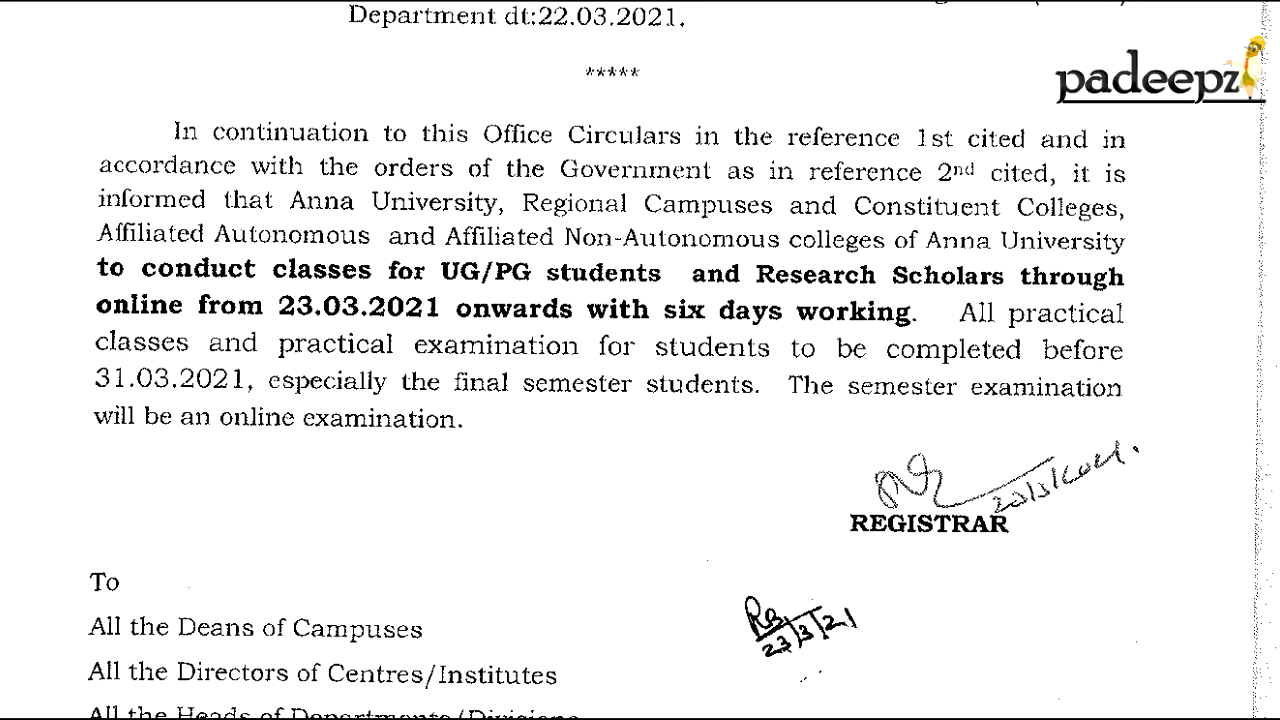 Department dt:22.03.2021.
*****
padeepz
In continuation to this Office Circulars in the reference 1st cited and in
accordance with the orders of the Government as in reference 2nd cited, it is
informed that Anna University, Regional Campuses and Constituent Colleges,
Affiliated Autonomous and Affiliated Non-Autonomous colleges of Anna University
to conduct classes for UG/PG students and Research Scholars through
online from 23.03.2021 onwards with six days working. All practical
classes and practical examination for students to be completed before
31.03.2021, especially the final semester students. The semester examination
will be an online examination.
REGISTRAR
To
23/3/21
All the Deans of Campuses
All the Directors of Centres/Institutes
All the Heads of Departments/Divisions